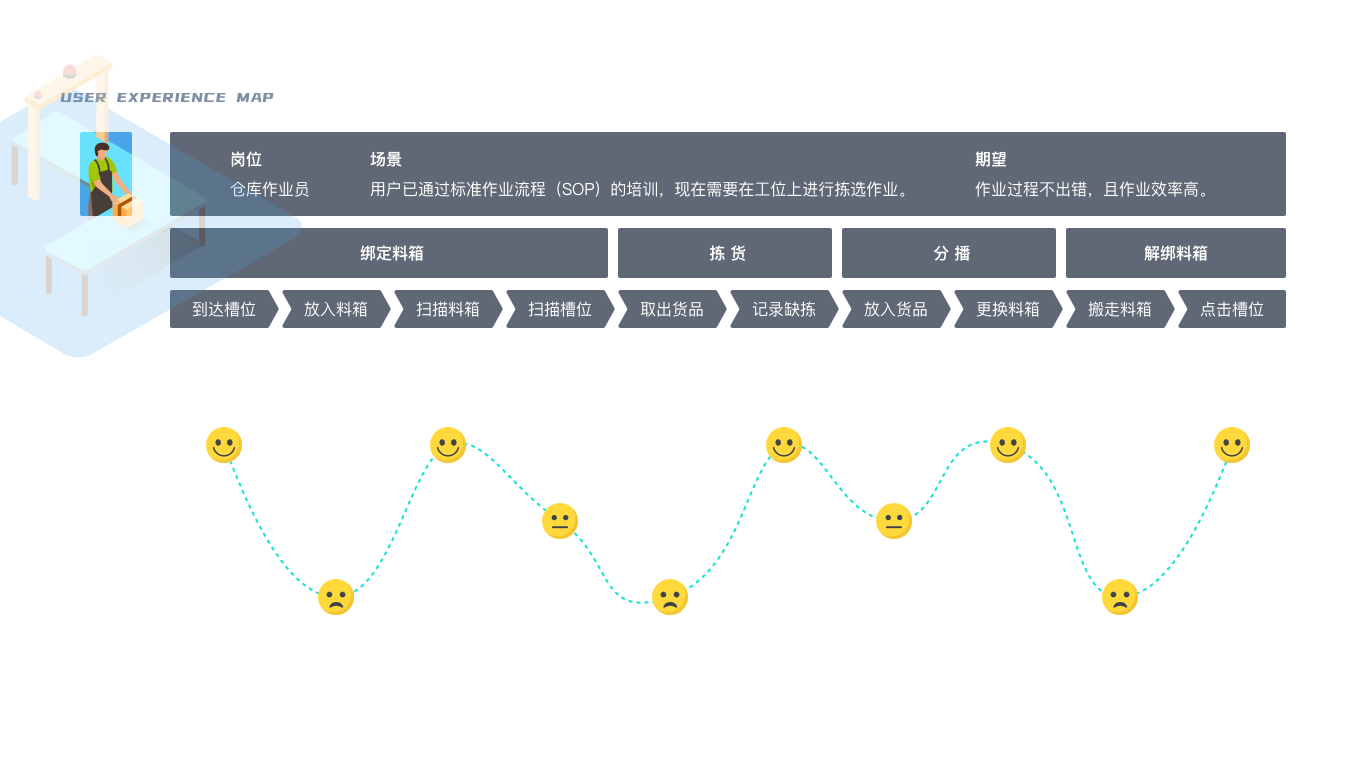 USER EXPERIENCE MAP
岗位
场景
期望
仓库作业员
用户已通过标准作业流程（SOP）的培训，现在需要在工位上进行拣选作业。
作业过程不出错，且作业效率高。
绑定料箱
拣 货
分 播
解绑料箱
到达槽位
放入料箱
扫描料箱
扫描槽位
取出货品
记录缺拣
放入货品
更换料箱
搬走料箱
点击槽位